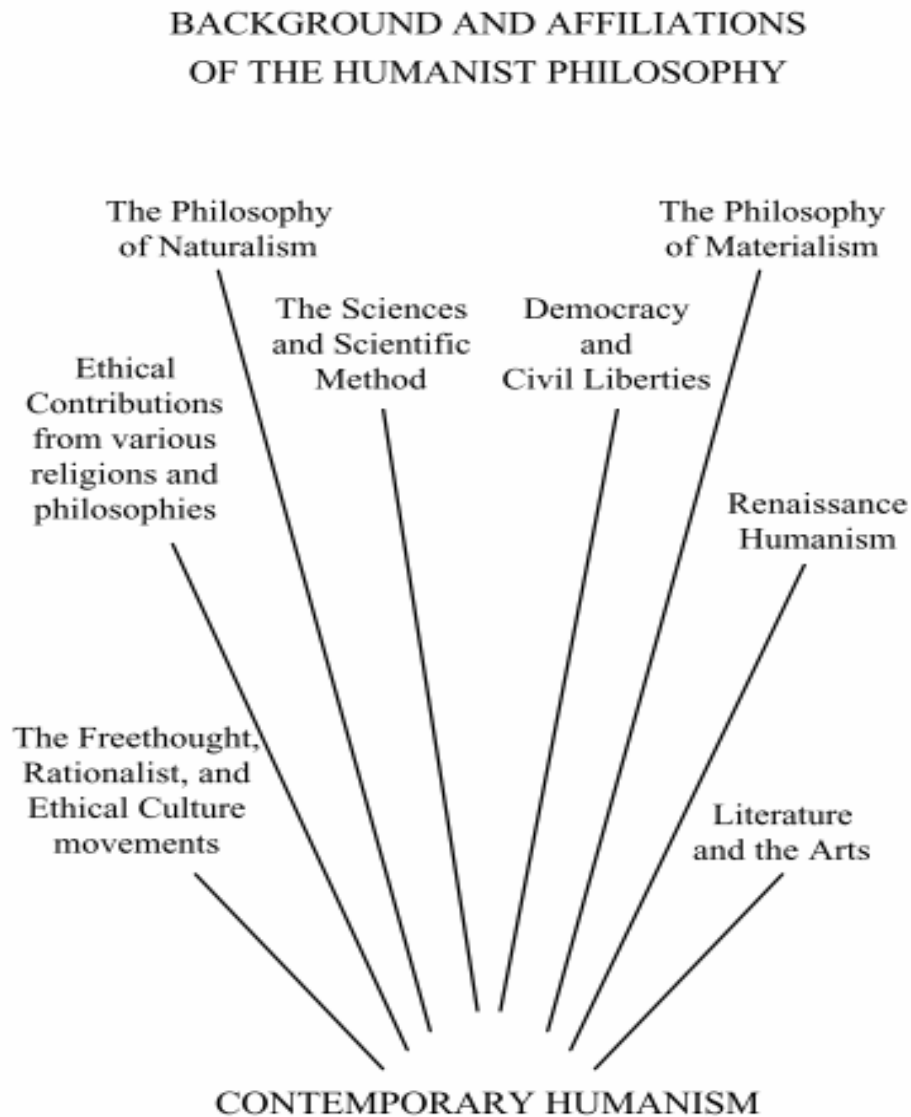 BACKGROUND AND AFFILIATIONS
OF THE HUMANIST PHILOSOPHY
The Philosophy
of Naturalism
The Philosophy
of Materialism
The Sciences
and Scientific
Method
Democracy
and
Civil Liberties
Ethical
Contributions
from various
religions and
philosophies
Renaissance
Humanism
The Freethought,
Rationalist, and
Ethical Culture
movements
Literature
and the Arts
CONTEMPORARY HUMANISM